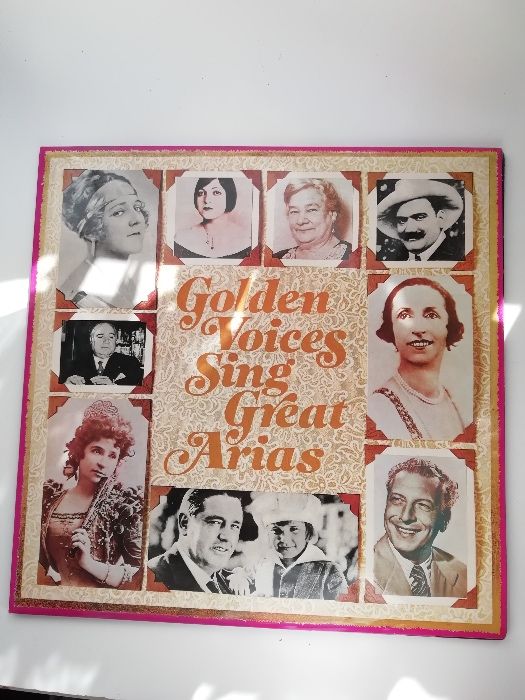 Golden
Voices
Sing
Great
Arias